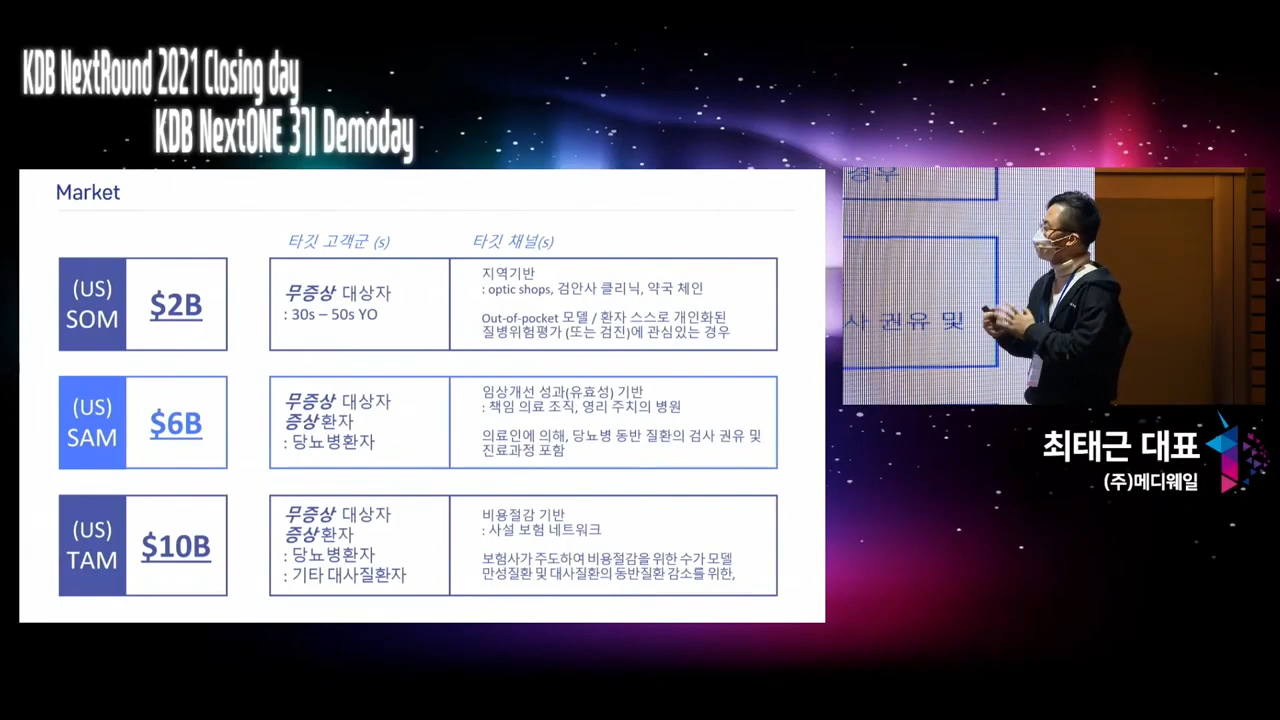 KDB NextRound 2021 Closing day
KDB NextONE 3기 Demoday
Market
타깃 고객군 (s)
타깃 채널(s)
(US)
SOM
$2B
무증상 대상자
: 30s – 50s YO
지역기반
: optic shops, 검안사 클리닉, 약국 체인
Out-of-pocket 모델 / 환자 스스로 개인화된
질병위험평가 (또는 검진)에 관심있는 경우
(US)
SAM
$6B
무증상 대상자
증상환자
: 당뇨병환자
임상개선 성과(유효성) 기반
: 책임 의료 조직, 영리 주치의 병원
의료인에 의해, 당뇨병 동반 질환의 검사 권유 및
진료과정 포함
(US)
TAM
$10B
무증상 대상자
증상환자
: 당뇨병환자
: 기타 대사질환자
비용절감 기반
: 사설 보험 네트워크
보험사가 주도하여 비용절감을 위한 수가 모델
만성질환 및 대사질환의 동반질환 감소를 위한,
경우
사 권유 및
최태근 대표
(주)메디웨일